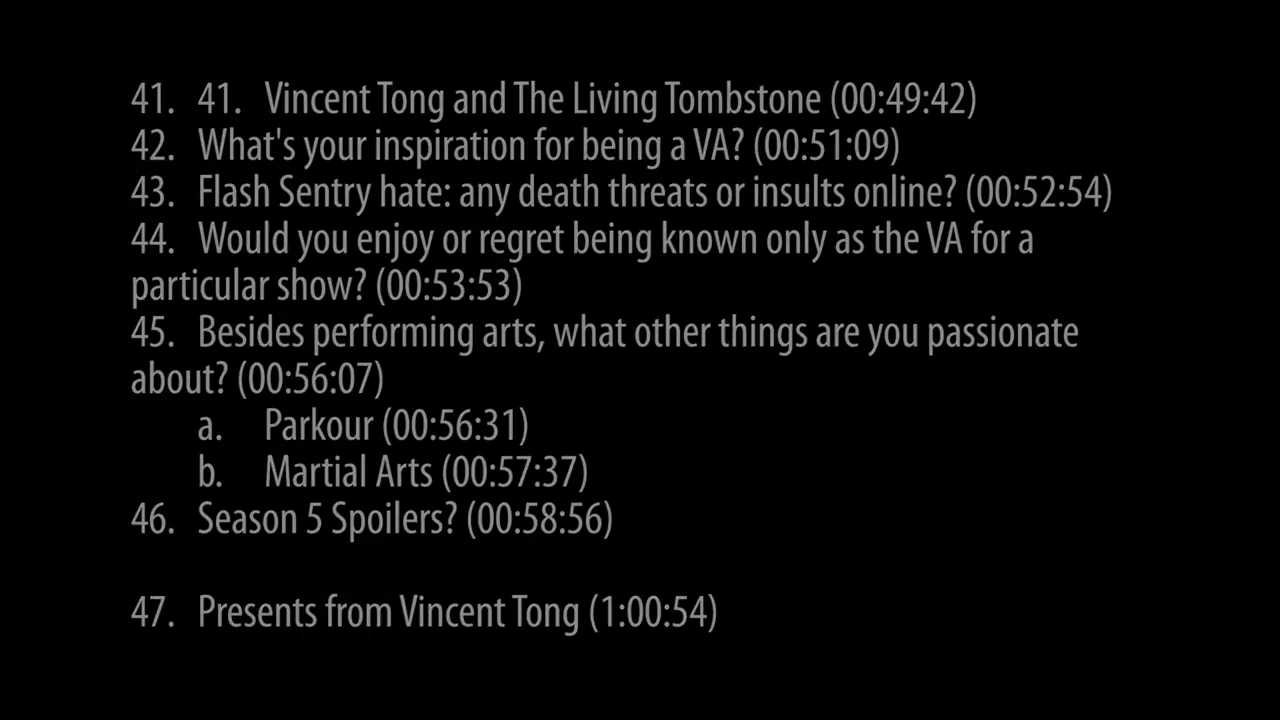 41. 41. Vincent Tong and The Living Tombstone (00:49:42)
42. What's your inspiration for being a VA? (00:51:09)
43. Flash Sentry hate: any death threats or insults online? (00:52:54)
44. Would you enjoy or regret being known only as the VA for a
particular show? (00:53:53)
45. Besides performing arts, what other things are you passionate
about? (00:56:07)
a. Parkour (00:56:31)
b. Martial Arts (00:57:37)
46. Season 5 Spoilers? (00:58:56)
47. Presents from Vincent Tong (1:00:54)